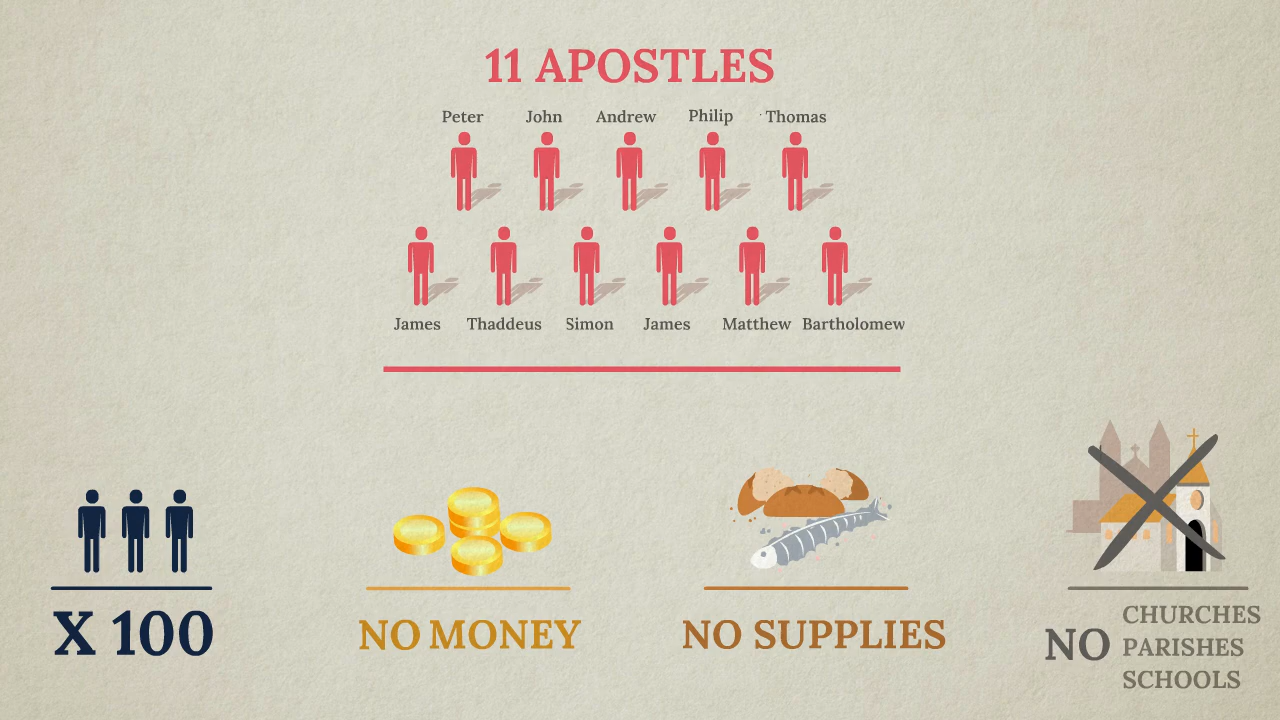 11 APOSTLES
Peter John Andrew Philip Thomas
James Thaddeus Simon James Matthew Bartholomew
X 100
NO MONEY
NO SUPPLIES
NO
CHURCHES
PARISHES
SCHOOLS